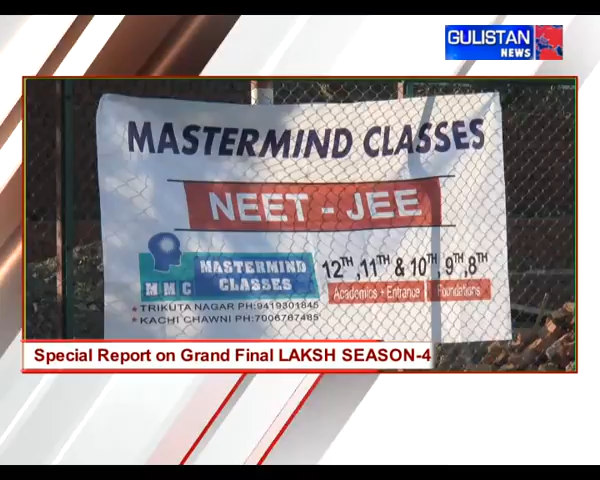 GULISTAN
NEWS
MASTERMIND CLASSES
NEET - JEE
MMC MASTERMIND CLASSES
12TH, 11TH & 10TH, 9TH, 8TH
Academics - Entrance Foundations
* TRIKUTA NAGAR PH:9419301845
* KACHI CHAWNI PH:7006767485
Special Report on Grand Final LAKSH SEASON-4